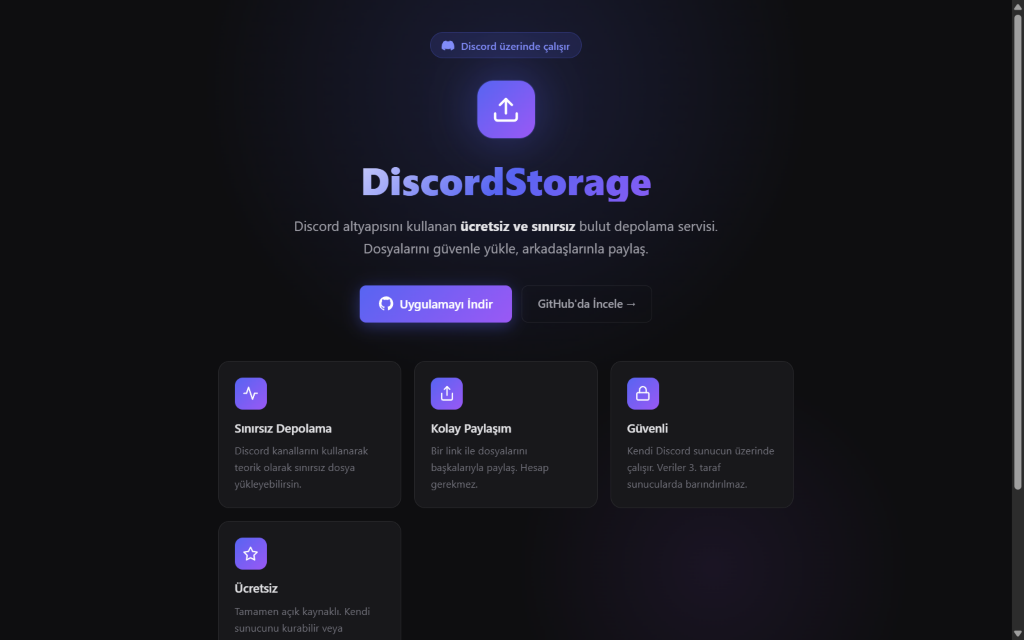 Discord üzerinde çalışır
DiscordStorage
Discord altyapısını kullanan ücretsiz ve sınırsız bulut depolama servisi.
Dosyalarını güvenle yükle, arkadaşlarınla paylaş.
Uygulamayı İndir
GitHub'da İncele →
Sınırsız Depolama
Discord kanallarını kullanarak
teorik olarak sınırsız dosya
yükleyebilirsin.
Kolay Paylaşım
Bir link ile dosyalarını
başkalarıyla paylaş. Hesap
gerekmez.
Güvenli
Kendi Discord sunucun üzerinde
çalışır. Veriler 3. taraf
sunucularda barındırılmaz.
Ücretsiz
Tamamen açık kaynaklı. Kendi
sunucunu kurabilir veya